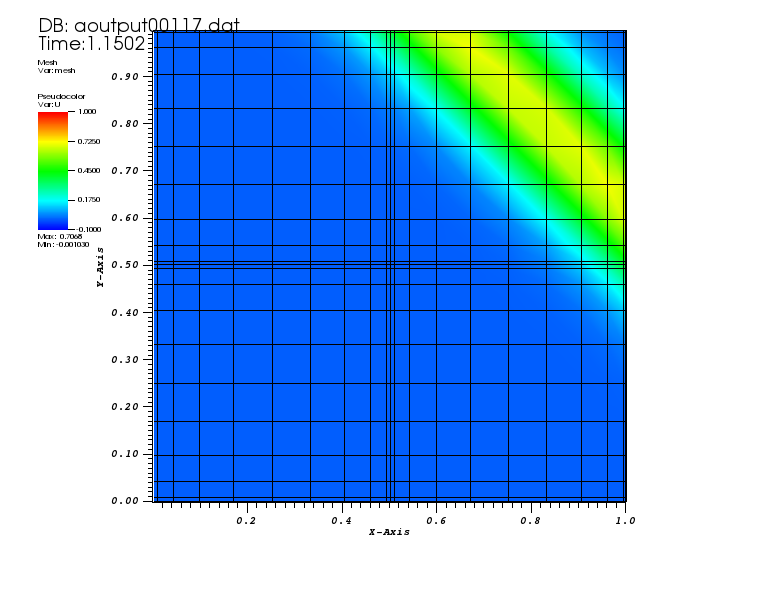 DB: aoutput00117.dat
Time:1.1502
Mesh
Var: mesh
Pseudocolor
Var: U
1.000
0.7250
0.4500
0.1750
-0.1000
Max: 0.7068
Min: -0.001030
Y-Axis
0.90
0.80
0.70
0.60
0.50
0.40
0.30
0.20
0.10
0.00
0.2
0.4
0.6
0.8
1.0
X-Axis